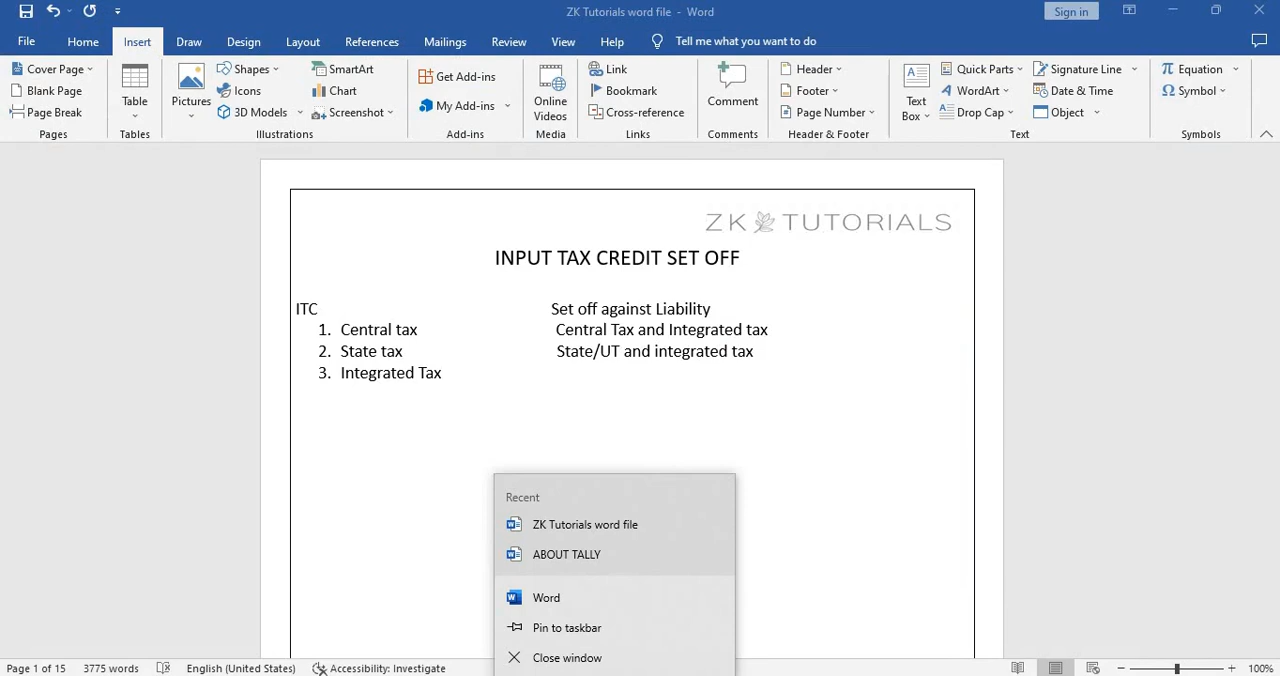 ZK Tutorials word file - Word
Sign in
File Home Insert Draw Design Layout References Mailings Review View Help Tell me what you want to do
Cover Page
Blank Page
Page Break
Pages
Table
Tables
Pictures
Shapes
Icons
3D Models
SmartArt
Chart
Screenshot
Illustrations
Get Add-ins
My Add-ins
Add-ins
Online
Videos
Media
Link
Bookmark
Cross-reference
Links
Comment
Comments
Header
Footer
Page Number
Header & Footer
Text
Box
Quick Parts
WordArt
Drop Cap
Signature Line
Date & Time
Object
Text
Equation
Symbol
Symbols
ZK TUTORIALS
INPUT TAX CREDIT SET OFF
ITC Set off against Liability
1. Central tax Central Tax and Integrated tax
2. State tax State/UT and integrated tax
3. Integrated Tax
Recent
ZK Tutorials word file
ABOUT TALLY
Word
Pin to taskbar
Close window
Page 1 of 15 3775 words English (United States) Accessibility: Investigate 100%